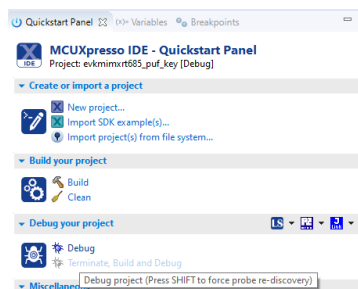 Quickstart Panel (x)= Variables Breakpoints
MCUXpresso IDE - Quickstart Panel
IDE
Project: evkmimxrt685_puf_key [Debug]
Create or import a project
New project...
Import SDK example(s)...
Import project(s) from file system...
Build your project
Build
Clean
Debug your project
LS
Debug
Terminate, Build and Debug
Debug project (Press SHIFT to force probe re-discovery)
Miscellaneous